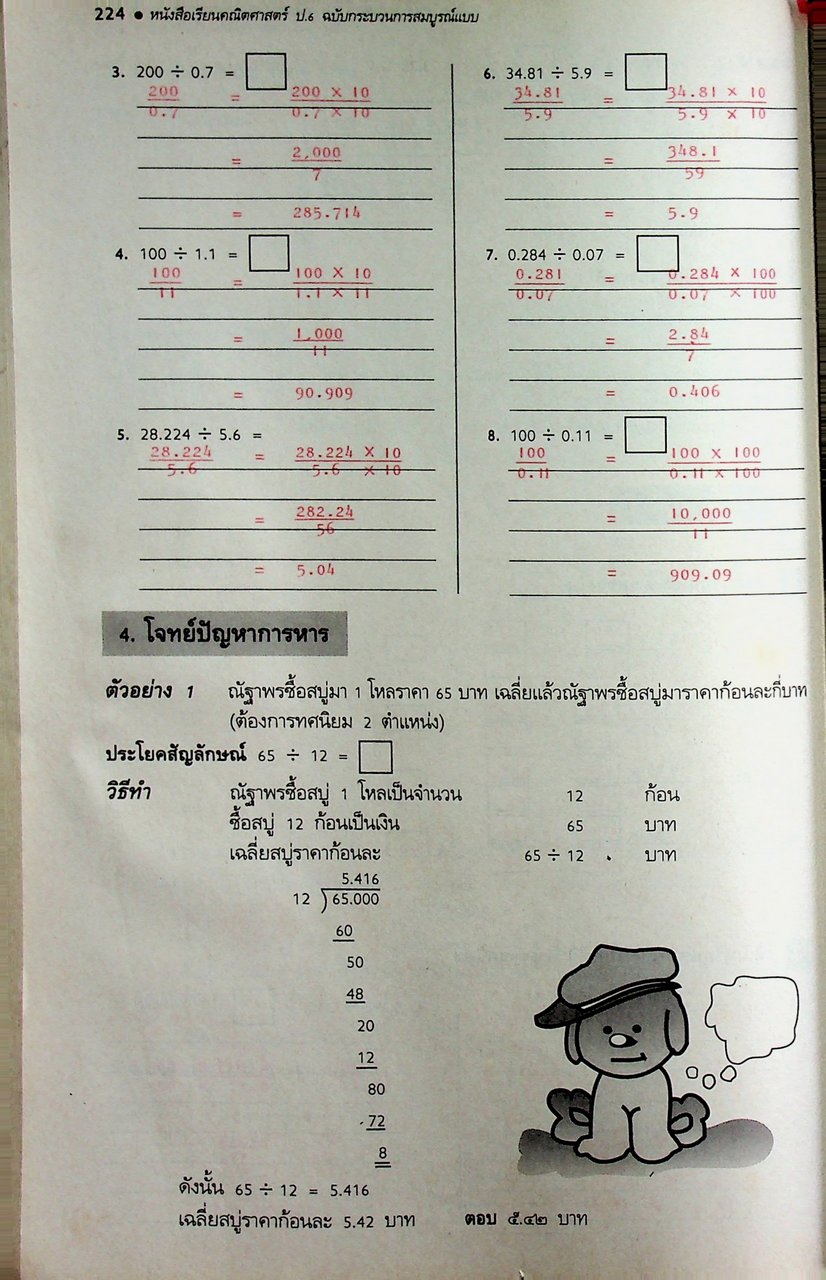 224 ● หนังสือเรียนคณิตศาสตร์ ป.๖ ฉบับกระบวนการสมบูรณ์แบบ
3. 200 ÷ 0.7 = □
200/0.7 = 200 × 10/0.7 × 10
= 2,000/7
= 285.714
4. 100 ÷ 1.1 = □
100/11 = 100 × 10/1.1 × 11
= 1,000/11
= 90.909
5. 28.224 ÷ 5.6 =
28.224/5.6 = 28.224 × 10/5.6 × 10
= 282.24/56
= 5.04
6. 34.81 ÷ 5.9 = □
34.81/5.9 = 34.81 × 10/5.9 × 10
= 348.1/59
= 5.9
7. 0.284 ÷ 0.07 = □
0.281/0.07 = 0.284 × 100/0.07 × 100
= 2.84/7
= 0.406
8. 100 ÷ 0.11 = □
100/0.11 = 100 × 100/0.11 × 100
= 10,000/11
= 909.09
4. โจทย์ปัญหาการหาร
ตัวอย่าง 1 ณัฐาพรซื้อสบู่มา 1 โหลราคา 65 บาท เฉลี่ยแล้วณัฐาพรซื้อสบู่มาราคาก้อนละกี่บาท
(ต้องการทศนิยม 2 ตำแหน่ง)
ประโยคสัญลักษณ์ 65 ÷ 12 = □
วิธีทำ ณัฐาพรซื้อสบู่ 1 โหลเป็นจำนวน 12 ก้อน
ซื้อสบู่ 12 ก้อนเป็นเงิน 65 บาท
เฉลี่ยสบู่ราคาก้อนละ 65 ÷ 12 บาท
5.416
12 ) 65.000
60
50
48
20
12
80
72
8
ดังนั้น 65 ÷ 12 = 5.416
เฉลี่ยสบู่ราคาก้อนละ 5.42 บาท ตอบ ๕.๔๒ บาท